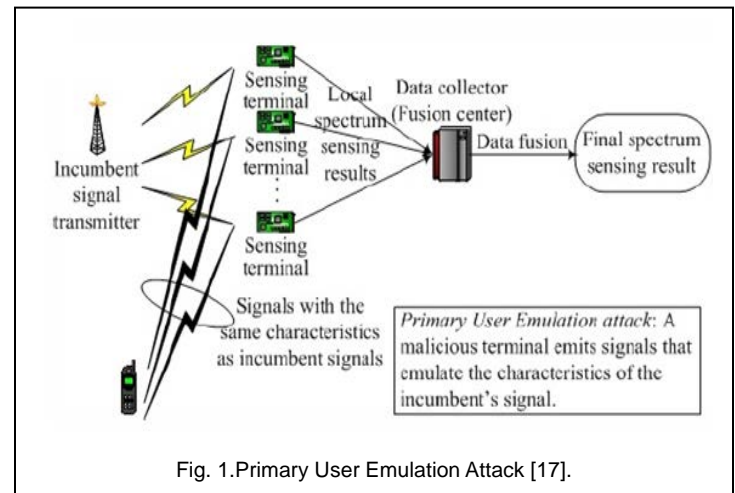 Sensing
terminal
Sensing
terminal
Sensing
terminal
Local
spectrum
sensing
results
Data collector
(Fusion center)
Data fusion
Final spectrum
sensing result
Incumbent
signal
transmitter
Signals with the
same characteristics
as incumbent signals
Primary User Emulation attack: A
malicious terminal emits signals that
emulate the characteristics of the
incumbent's signal.
Fig. 1.Primary User Emulation Attack [17].